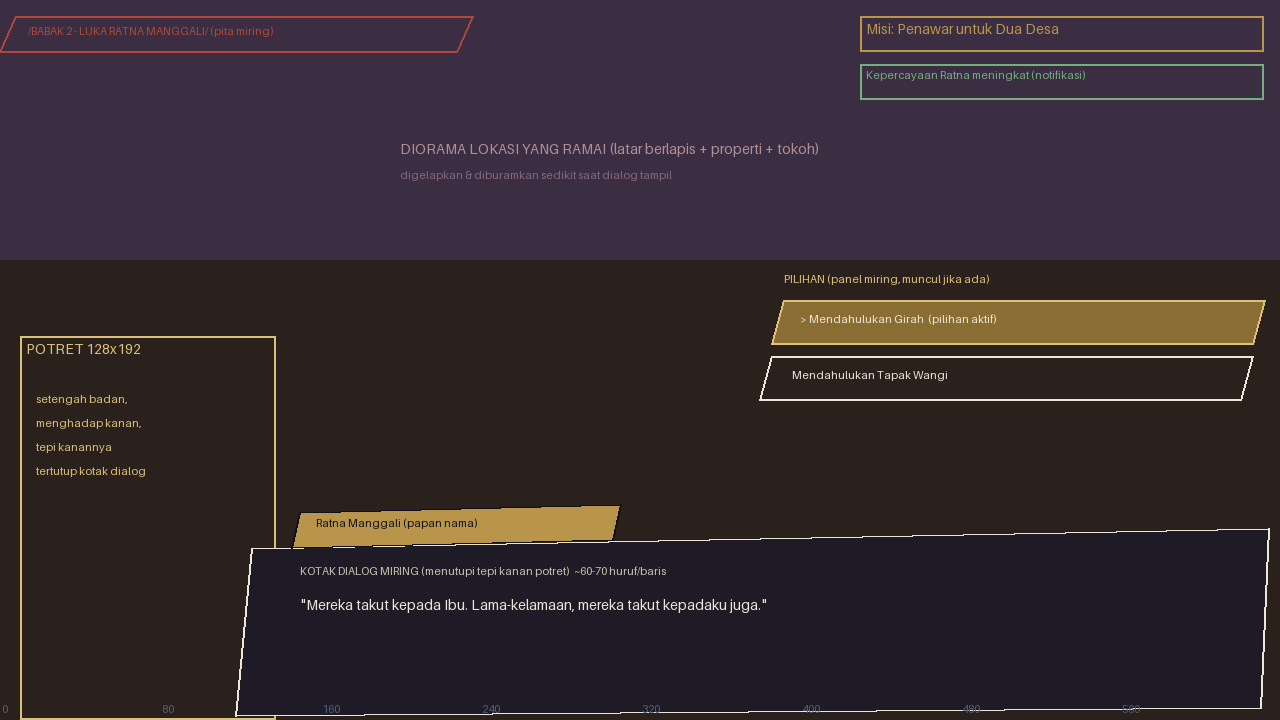 /BABAK 2 - LUKA RATNA MANGGALI/ (pita miring)
Misi: Penawar untuk Dua Desa
Kepercayaan Ratna meningkat (notifikasi)
DIORAMA LOKASI YANG RAMAI (latar berlapis + properti + tokoh)
digelapkan & diburamkan sedikit saat dialog tampil
PILIHAN (panel miring, muncul jika ada)
> Mendahulukan Girah (pilihan aktif)
Mendahulukan Tapak Wangi
POTRET 128x192
setengah badan,
menghadap kanan,
tepi kanannya
tertutup kotak dialog
Ratna Manggali (papan nama)
KOTAK DIALOG MIRING (menutupi tepi kanan potret) ~60-70 huruf/baris
"Mereka takut kepada Ibu. Lama-kelamaan, mereka takut kepadaku juga."
0 80 160 240 320 400 480 560